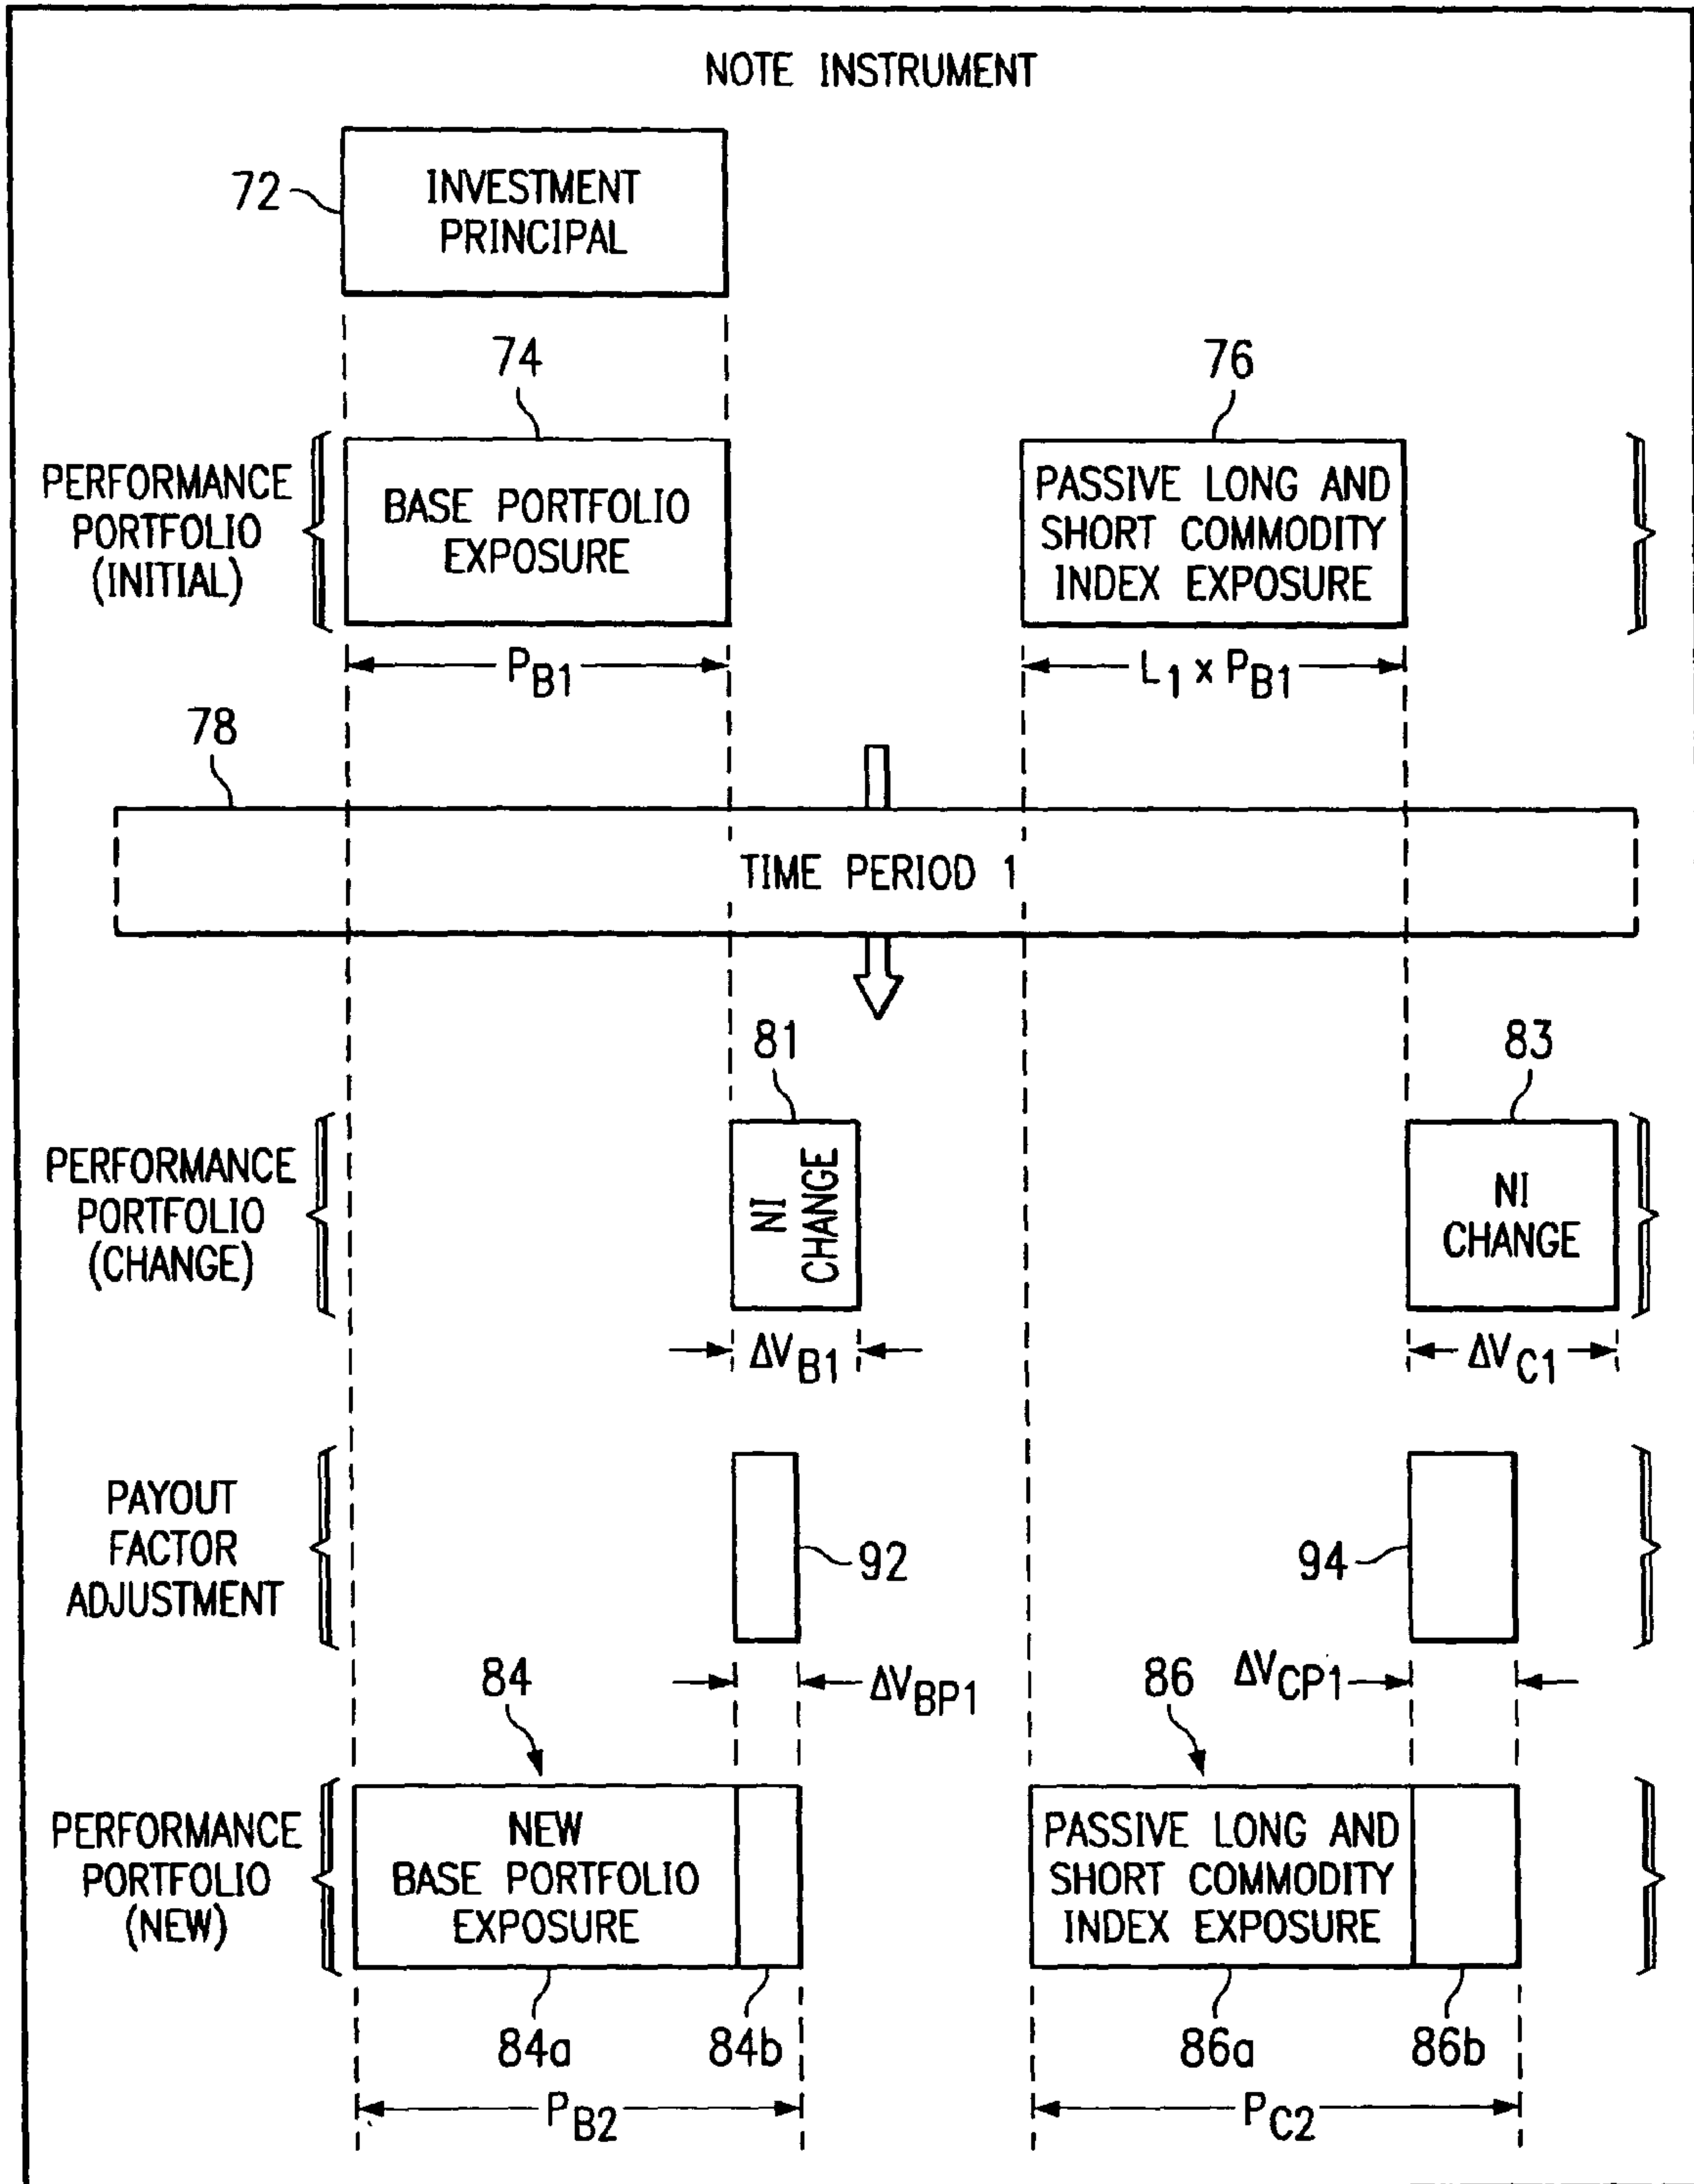 NOTE INSTRUMENT
72
INVESTMENT
PRINCIPAL
74
76
PERFORMANCE
PORTFOLIO
(INITIAL)
BASE PORTFOLIO
EXPOSURE
PASSIVE LONG AND
SHORT COMMODITY
INDEX EXPOSURE
PB1
L1 x PB1
78
TIME PERIOD 1
81
83
PERFORMANCE
PORTFOLIO
(CHANGE)
NI
CHANGE
NI
CHANGE
ΔVB1
ΔVC1
PAYOUT
FACTOR
ADJUSTMENT
92
94
84
ΔVBP1
86
ΔVCP1
PERFORMANCE
PORTFOLIO
(NEW)
NEW
BASE PORTFOLIO
EXPOSURE
PASSIVE LONG AND
SHORT COMMODITY
INDEX EXPOSURE
84a
84b
86a
86b
PB2
PC2